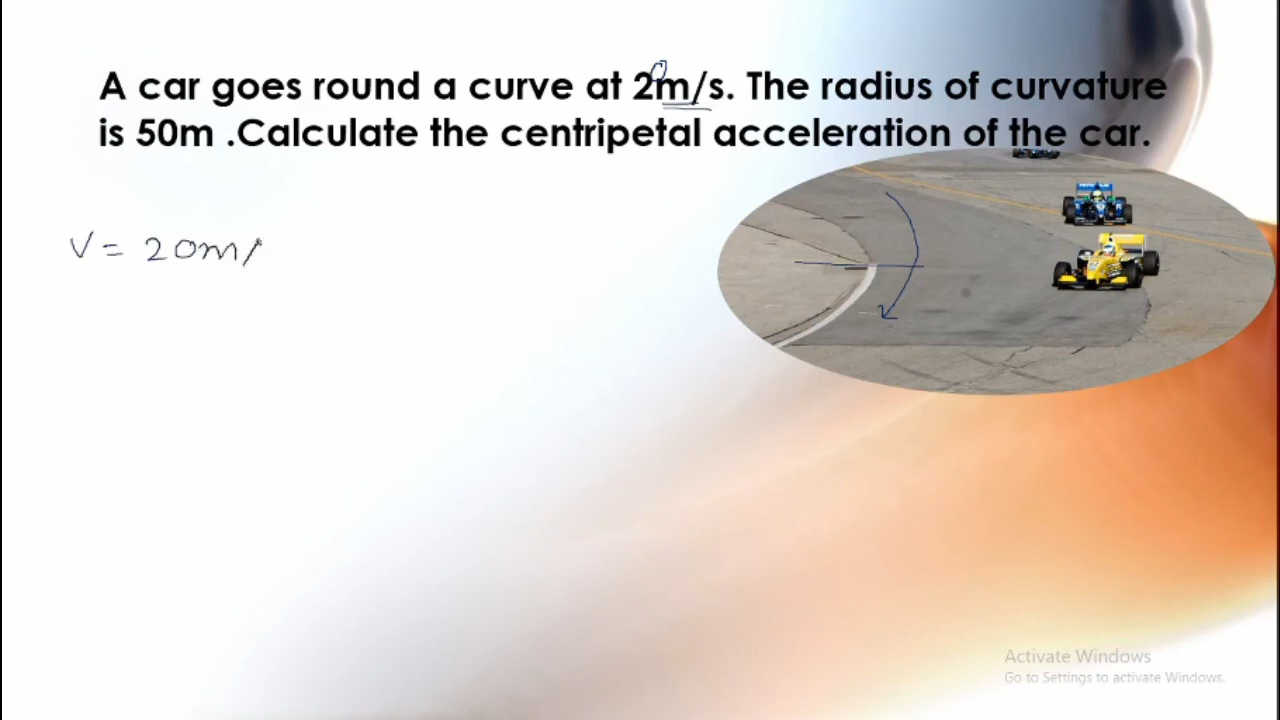 A car goes round a curve at 20m/s. The radius of curvature
is 50m .Calculate the centripetal acceleration of the car.
V = 20m/
Activate Windows
Go to Settings to activate Windows.